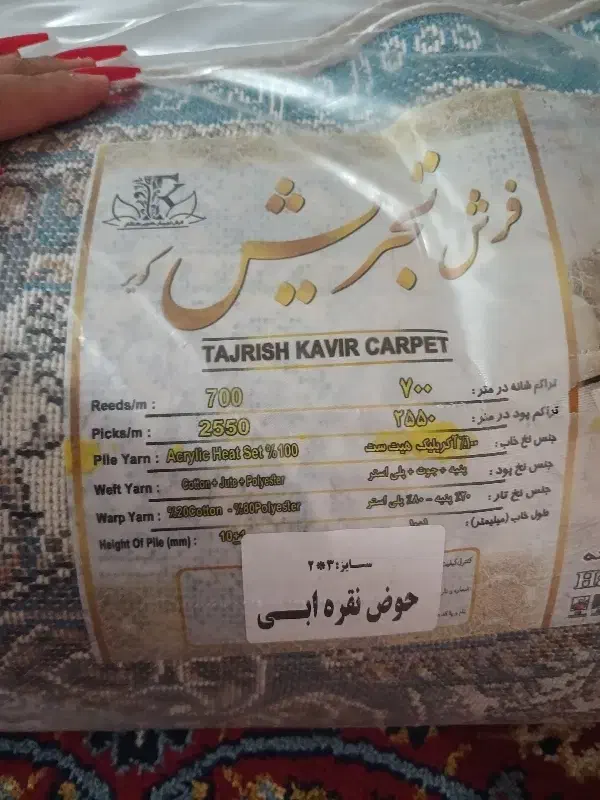 فرش تجریش
کویر
TAJRISH KAVIR CARPET
Reeds/m : 700 ۷۰۰ تراکم شانه در متر :
Picks/m : 2550 ۲۵۵۰ تراکم پود در متر :
Pile Yarn : Acrylic Heat Set %100 ٪۱۰۰ آکریلیک هیت ست جنس نخ خاب :
Weft Yarn : Cotton + Jute + Polyester پنبه + جوت + پلی استر جنس نخ پود :
Warp Yarn : %20Cotton - %80Polyester ۲۰٪ پنبه - ۸۰٪ پلی استر جنس نخ تار :
Height Of Pile (mm) : 10±1 طول خاب (میلیمتر) :
سایز:۳*۲
حوض نقره ابی